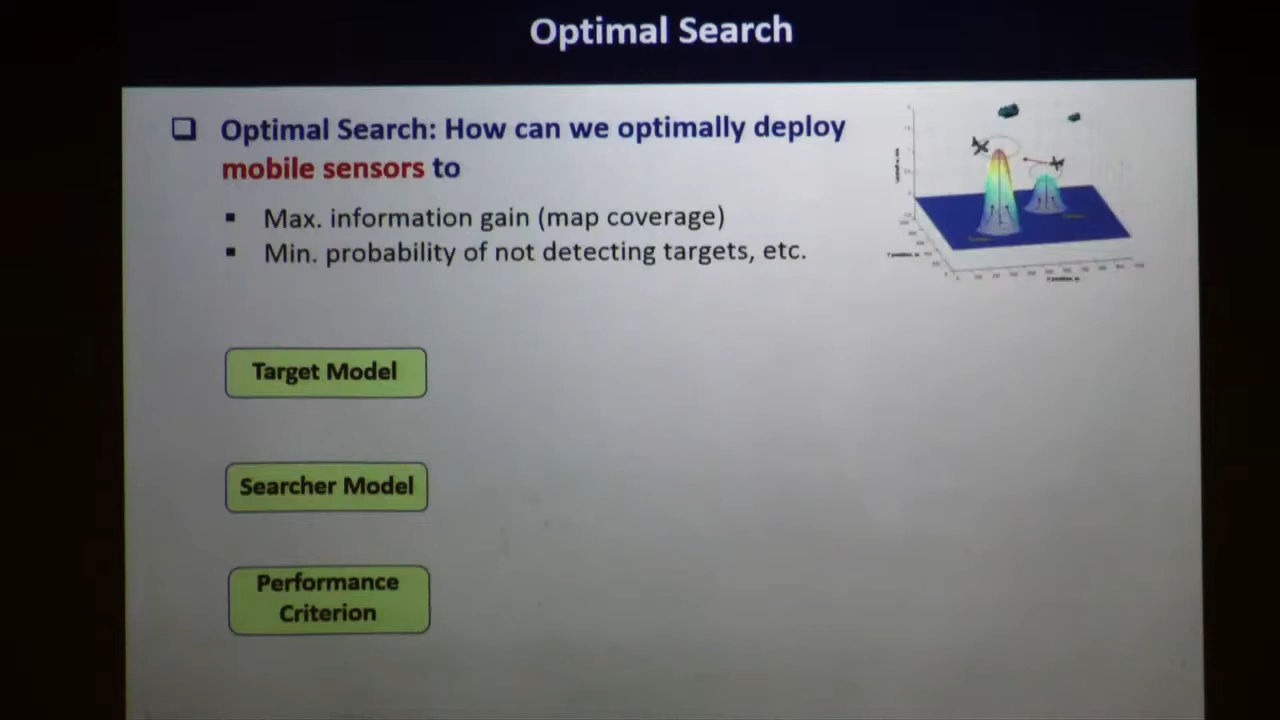 Optimal Search
❑ Optimal Search: How can we optimally deploy
mobile sensors to
▪ Max. information gain (map coverage)
▪ Min. probability of not detecting targets, etc.
Target Model
Searcher Model
Performance
Criterion